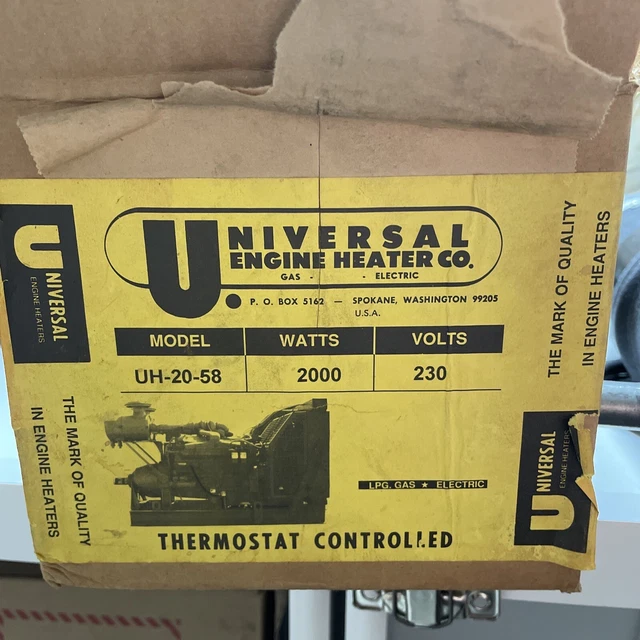 UNIVERSAL
ENGINE HEATER CO.
GAS - - ELECTRIC
P. O. BOX 5162 — SPOKANE, WASHINGTON 99205
U.S.A.
MODEL WATTS VOLTS
UH-20-58 2000 230
LPG. GAS ★ ELECTRIC
THERMOSTAT CONTROLLED
UNIVERSAL
ENGINE HEATERS
THE MARK OF QUALITY
IN ENGINE HEATERS
THE MARK OF QUALITY
IN ENGINE HEATERS
UNIVERSAL
ENGINE HEATERS